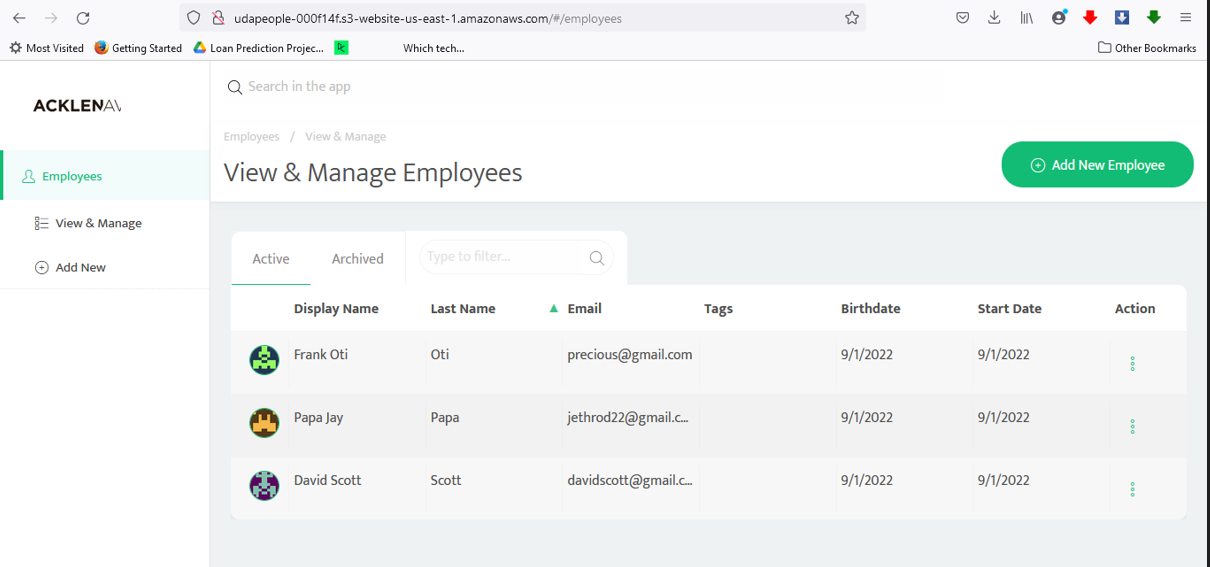 udapeople-000f14f.s3-website-us-east-1.amazonaws.com/#/employees
Most Visited Getting Started Loan Prediction Projec... DC Which tech... Other Bookmarks
ACKLENAV
Search in the app
Employees / View & Manage
View & Manage Employees
Add New Employee
Employees
View & Manage
Add New
Active Archived Type to filter...
Display Name Last Name Email Tags Birthdate Start Date Action
Frank Oti Oti precious@gmail.com 9/1/2022 9/1/2022
Papa Jay Papa jethrod22@gmail.c... 9/1/2022 9/1/2022
David Scott Scott davidscott@gmail.c... 9/1/2022 9/1/2022